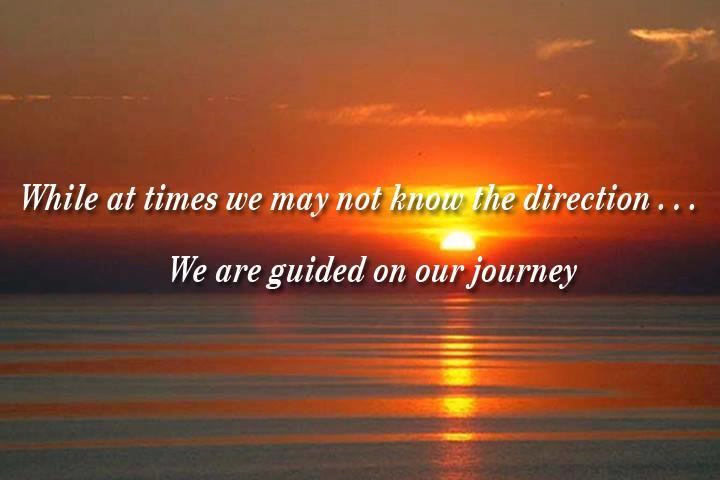 While at times we may not know the direction . . .
We are guided on our journey